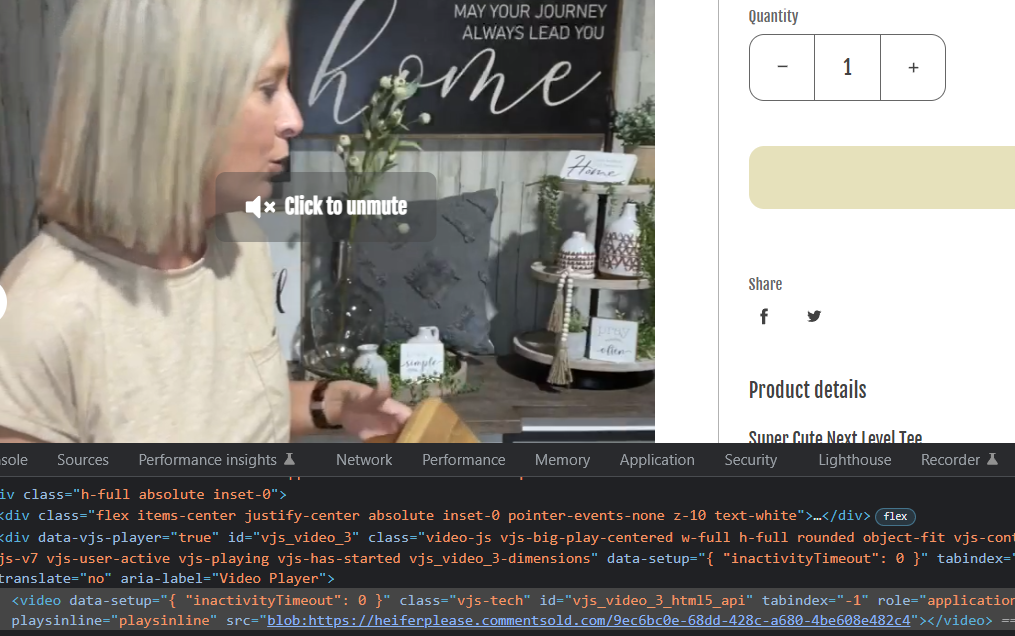 MAY YOUR JOURNEY
ALWAYS LEAD YOU
home
Home
Click to unmute
simple
pray
often
Quantity
− 1 +
Share
Product details
Super Cute Next Level Tee
sole Sources Performance insights Network Performance Memory Application Security Lighthouse Recorder
iv class="h-full absolute inset-0">
<div class="flex items-center justify-center absolute inset-0 pointer-events-none z-10 text-white">…</div> flex
<div data-vjs-player="true" id="vjs_video_3" class="video-js vjs-big-play-centered w-full h-full rounded object-fit vjs-cont
js-v7 vjs-user-active vjs-playing vjs-has-started vjs_video_3-dimensions" data-setup="{ "inactivityTimeout": 0 }" tabindex="
translate="no" aria-label="Video Player">
<video data-setup="{ "inactivityTimeout": 0 }" class="vjs-tech" id="vjs_video_3_html5_api" tabindex="-1" role="application
playsinline="playsinline" src="blob:https://heiferplease.commentsold.com/9ec6bc0e-68dd-428c-a680-4be608e482c4"></video> ==